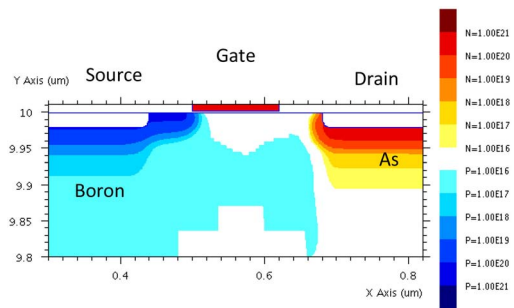 Gate
Source
Drain
Y Axis (um)
10
9.95
9.9
9.85
9.8
Boron
As
0.4
0.6
0.8
X Axis (um)
N=1.00E21
N=1.00E20
N=1.00E19
N=1.00E18
N=1.00E17
N=1.00E16
P=1.00E16
P=1.00E17
P=1.00E18
P=1.00E19
P=1.00E20
P=1.00E21